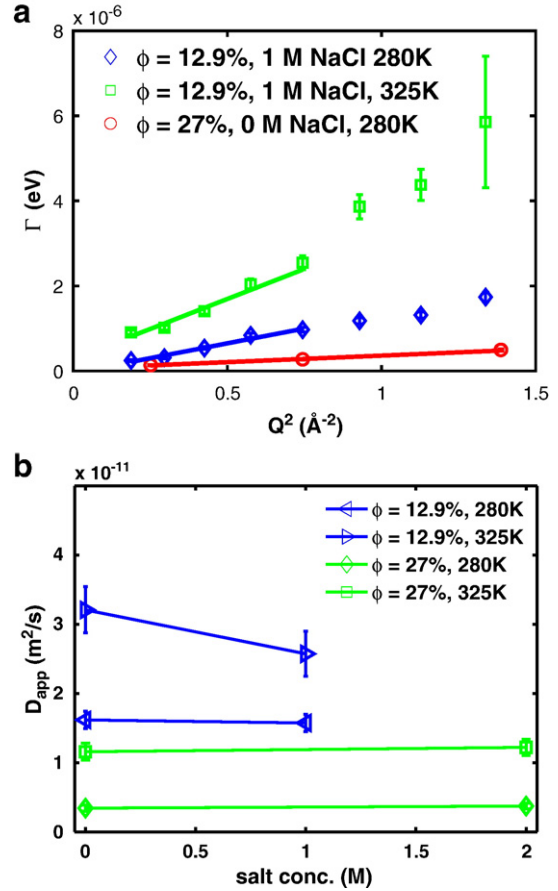 a
x 10⁻⁶
8
6
4
2
0
Γ (eV)
ϕ = 12.9%, 1 M NaCl 280K
ϕ = 12.9%, 1 M NaCl, 325K
ϕ = 27%, 0 M NaCl, 280K
0 0.5 1 1.5
Q² (Å⁻²)
b
x 10⁻¹¹
4
3
2
1
0
D_app (m²/s)
ϕ = 12.9%, 280K
ϕ = 12.9%, 325K
ϕ = 27%, 280K
ϕ = 27%, 325K
0 0.5 1 1.5 2
salt conc. (M)